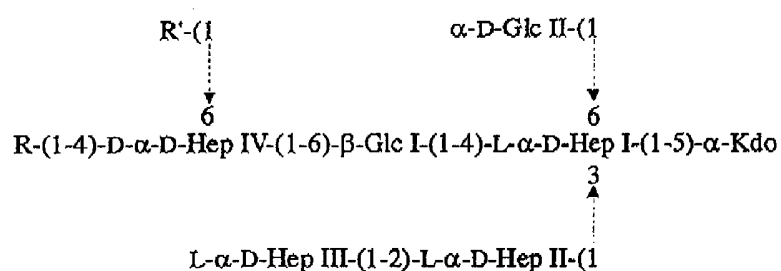 R'-(1 α-D-Glc II-(1
6 6
R-(1-4)-D-α-D-Hep IV-(1-6)-β-Glc I-(1-4)-L-α-D-Hep I-(1-5)-α-Kdo
3
L-α-D-Hep III-(1-2)-L-α-D-Hep II-(1